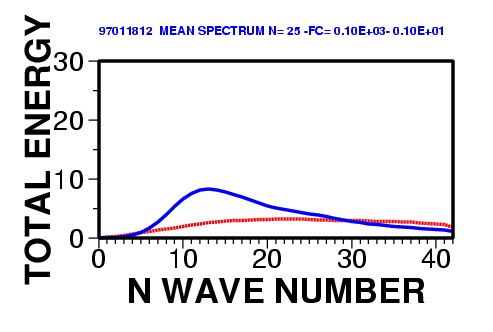 97011812 MEAN SPECTRUM N= 25 -FC= 0.10E+03- 0.10E+01
TOTAL ENERGY
30
20
10
0
0 10 20 30 40
N WAVE NUMBER